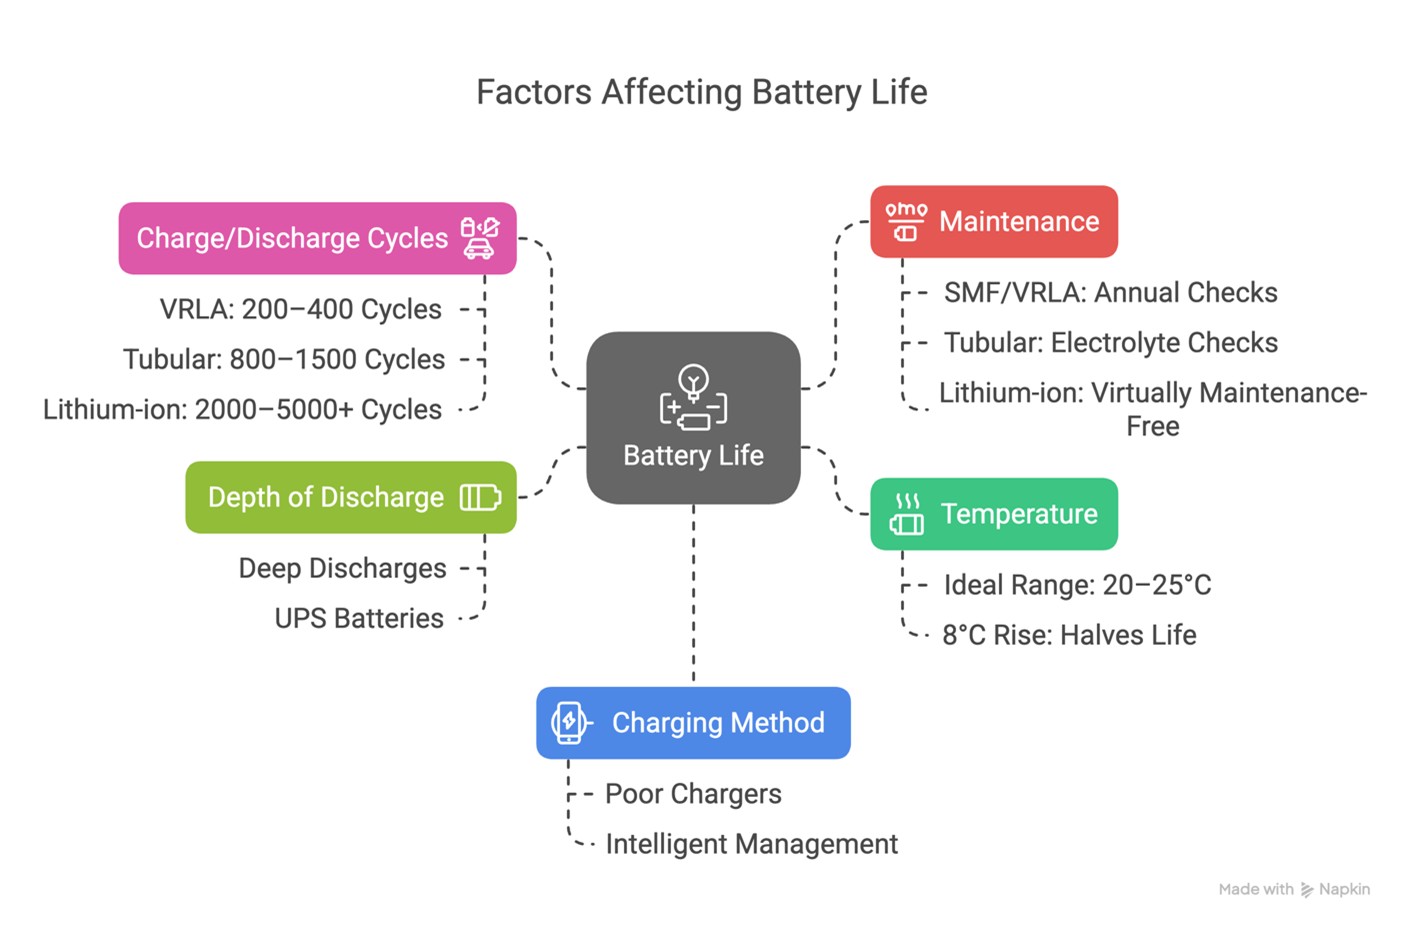 Factors Affecting Battery Life
Charge/Discharge Cycles
VRLA: 200–400 Cycles
Tubular: 800–1500 Cycles
Lithium-ion: 2000–5000+ Cycles
Depth of Discharge
Deep Discharges
UPS Batteries
Battery Life
Maintenance
SMF/VRLA: Annual Checks
Tubular: Electrolyte Checks
Lithium-ion: Virtually Maintenance-
Free
Temperature
Ideal Range: 20–25°C
8°C Rise: Halves Life
Charging Method
Poor Chargers
Intelligent Management
Made with Napkin